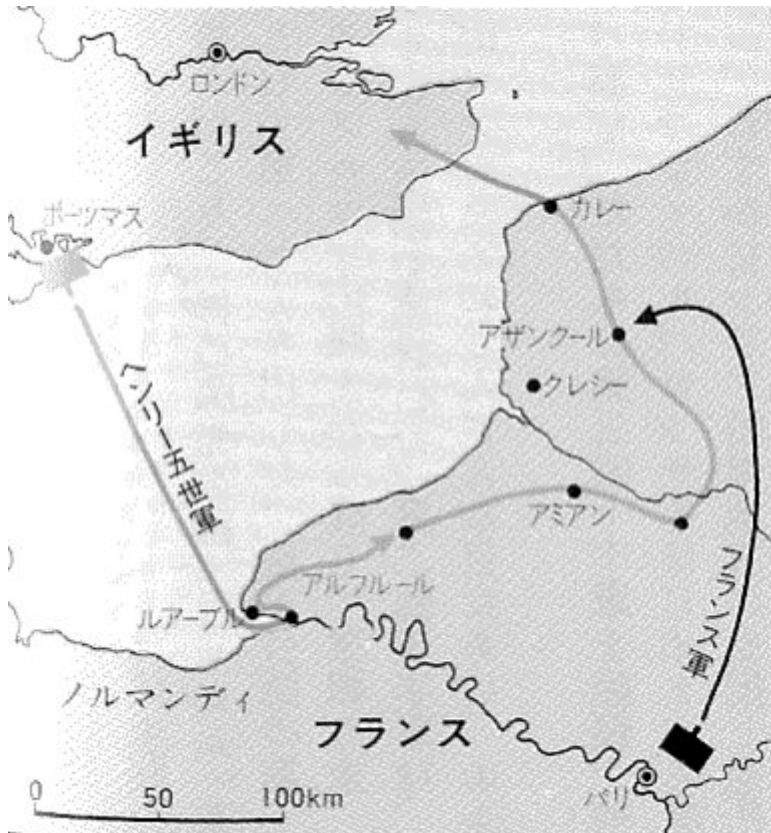 ロンドン
イギリス
ポーツマス
カレー
アザンクール
クレシー
ヘンリー五世軍
アミアン
アルフルール
ルアーブル
フランス軍
ノルマンディ
フランス
パリ
0 50 100km